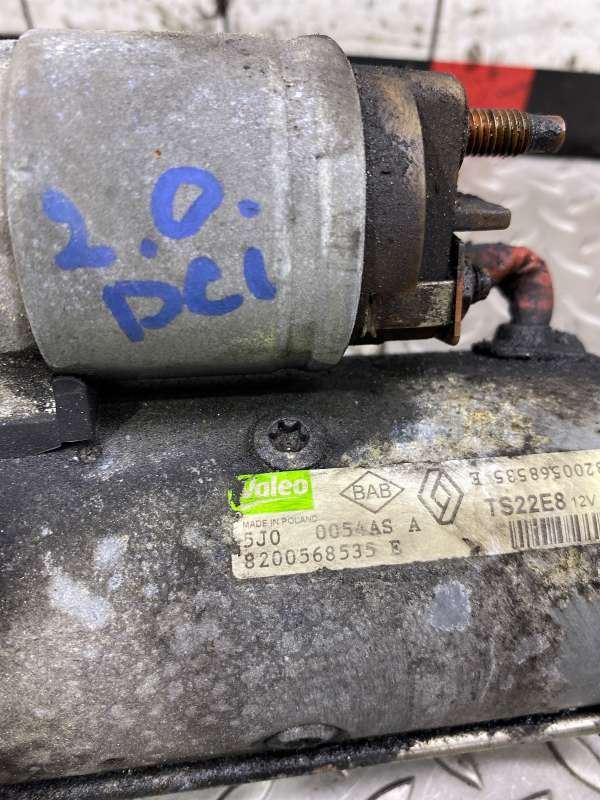 2.0.
DCI
Valeo
BAB
8200568535 E
MADE IN POLAND
TS22E8 12V
5J0 0054AS A
8200568535 E